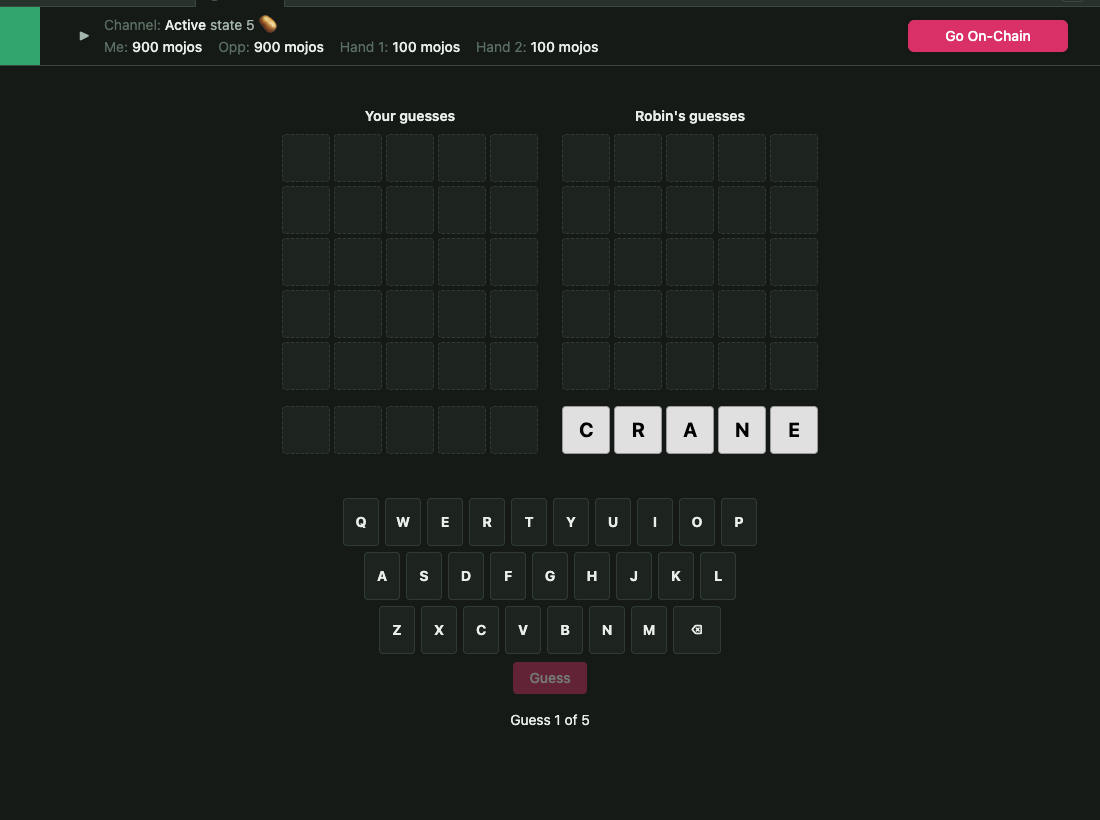 Channel: Active state 5
Me: 900 mojos Opp: 900 mojos Hand 1: 100 mojos Hand 2: 100 mojos
Go On-Chain
Your guesses
Robin's guesses
C R A N E
Q W E R T Y U I O P
A S D F G H J K L
Z X C V B N M
Guess
Guess 1 of 5